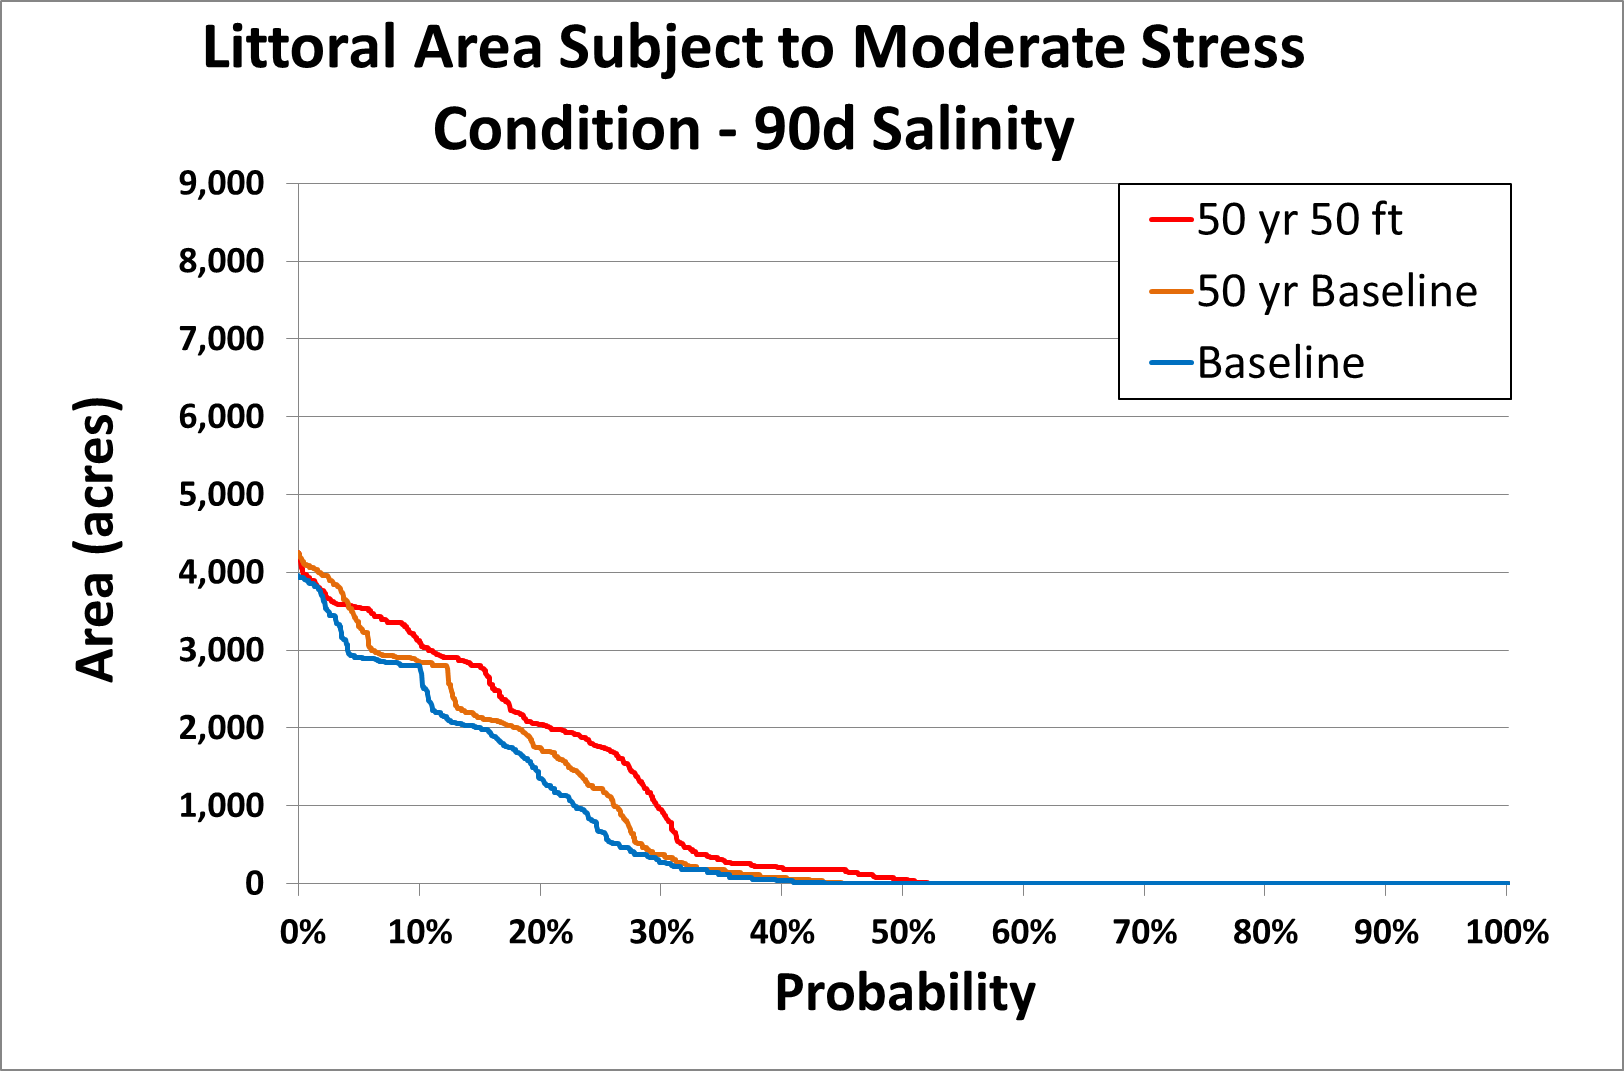 Littoral Area Subject to Moderate Stress
Condition - 90d Salinity
9,000
8,000
7,000
6,000
5,000
4,000
3,000
2,000
1,000
0
Area (acres)
50 yr 50 ft
50 yr Baseline
Baseline
0% 10% 20% 30% 40% 50% 60% 70% 80% 90% 100%
Probability